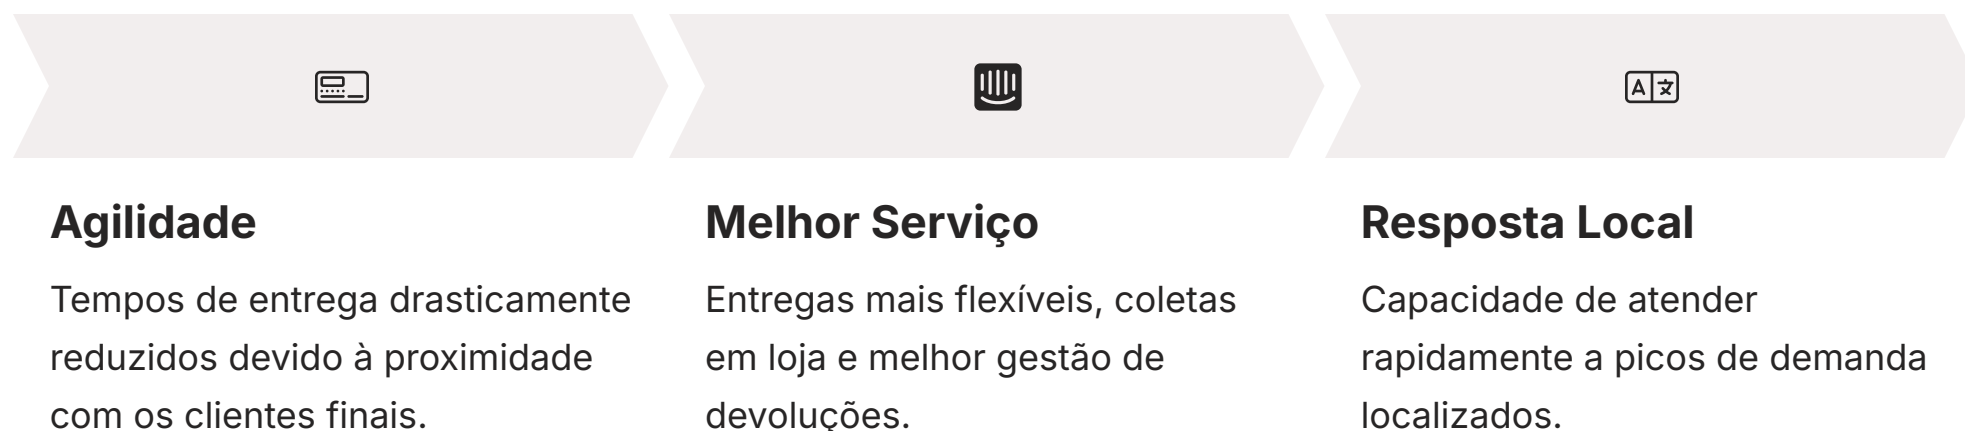 Agilidade
Tempos de entrega drasticamente
reduzidos devido à proximidade
com os clientes finais.
Melhor Serviço
Entregas mais flexíveis, coletas
em loja e melhor gestão de
devoluções.
Resposta Local
Capacidade de atender
rapidamente a picos de demanda
localizados.